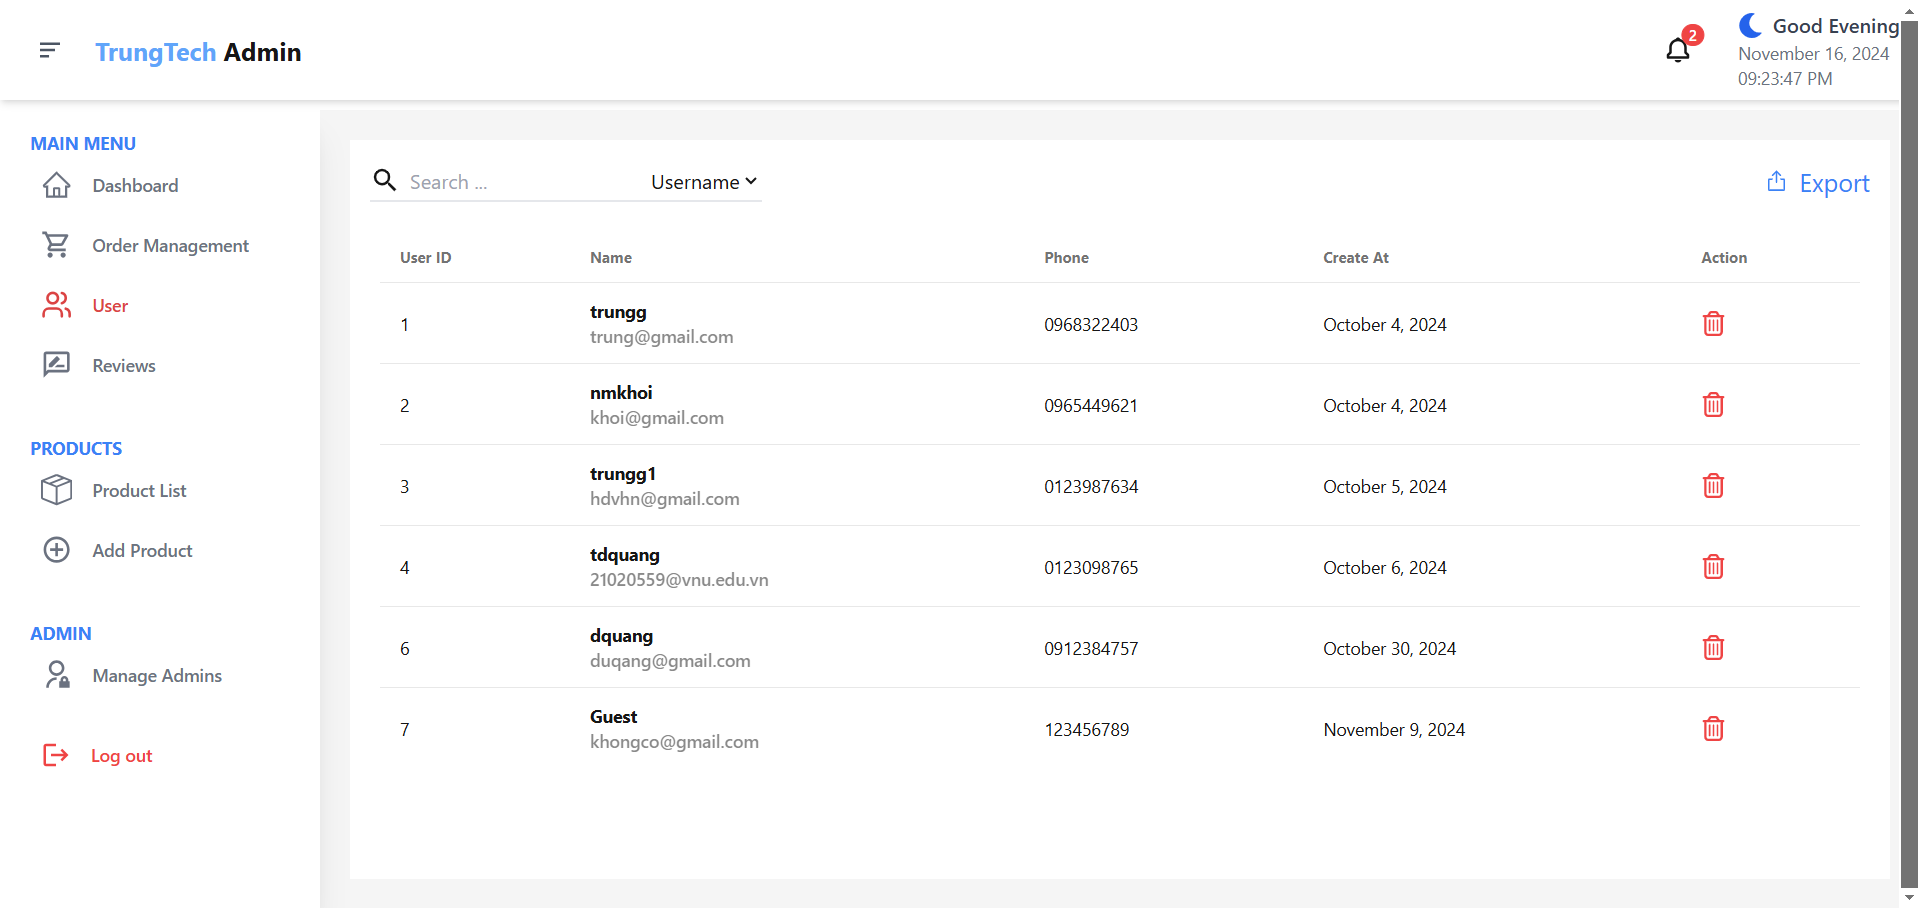 TrungTech Admin
2
Good Evening
November 16, 2024
09:23:47 PM
MAIN MENU
Dashboard
Order Management
User
Reviews
PRODUCTS
Product List
Add Product
ADMIN
Manage Admins
Log out
Search ...
Username
Export
User ID Name Phone Create At Action
1 trungg 0968322403 October 4, 2024
trung@gmail.com
2 nmkhoi 0965449621 October 4, 2024
khoi@gmail.com
3 trungg1 0123987634 October 5, 2024
hdvhn@gmail.com
4 tdquang 0123098765 October 6, 2024
21020559@vnu.edu.vn
6 dquang 0912384757 October 30, 2024
duqang@gmail.com
7 Guest 123456789 November 9, 2024
khongco@gmail.com